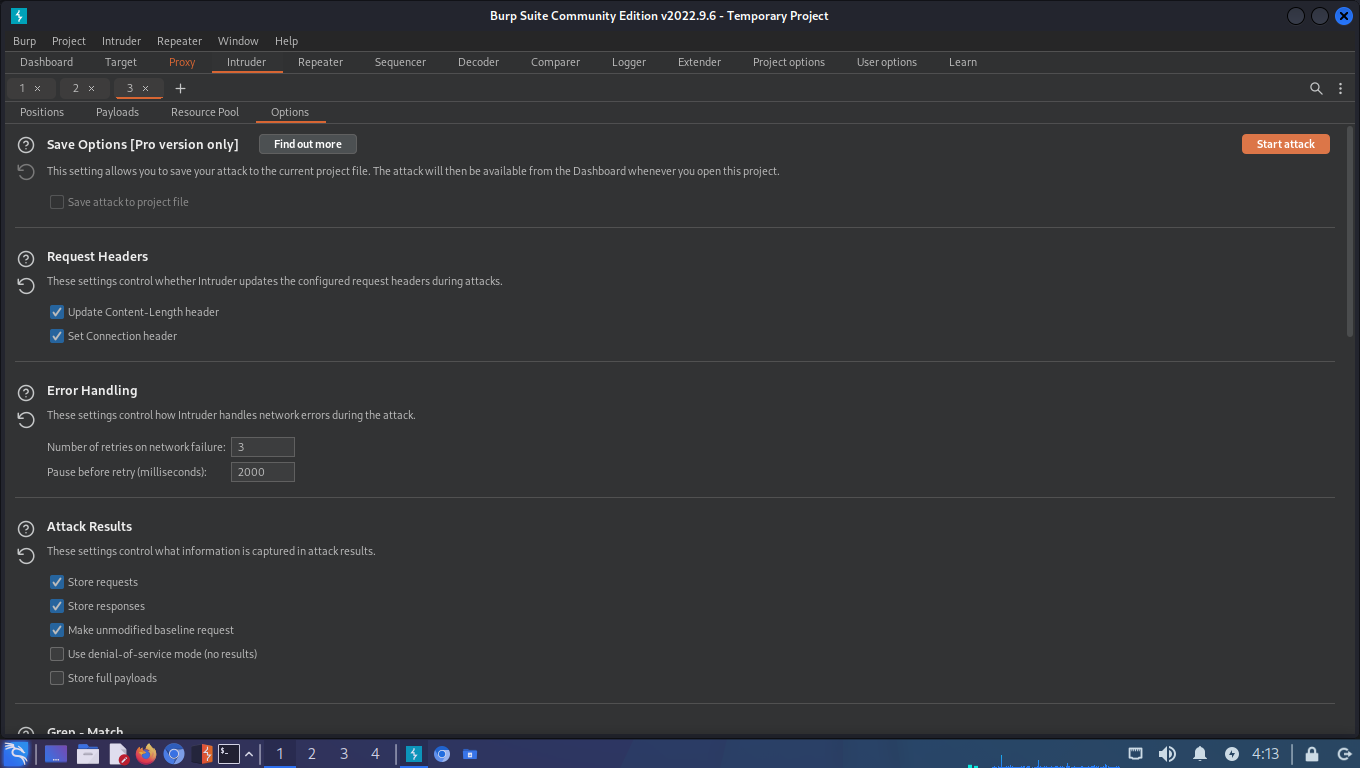 Burp Suite Community Edition v2022.9.6 - Temporary Project
Burp Project Intruder Repeater Window Help
Dashboard Target Proxy Intruder Repeater Sequencer Decoder Comparer Logger Extender Project options User options Learn
1 × 2 × 3 × +
Positions Payloads Resource Pool Options
Save Options [Pro version only] Find out more Start attack
This setting allows you to save your attack to the current project file. The attack will then be available from the Dashboard whenever you open this project.
Save attack to project file
Request Headers
These settings control whether Intruder updates the configured request headers during attacks.
Update Content-Length header
Set Connection header
Error Handling
These settings control how Intruder handles network errors during the attack.
Number of retries on network failure: 3
Pause before retry (milliseconds): 2000
Attack Results
These settings control what information is captured in attack results.
Store requests
Store responses
Make unmodified baseline request
Use denial-of-service mode (no results)
Store full payloads
Grep - Match
1 2 3 4 4:13